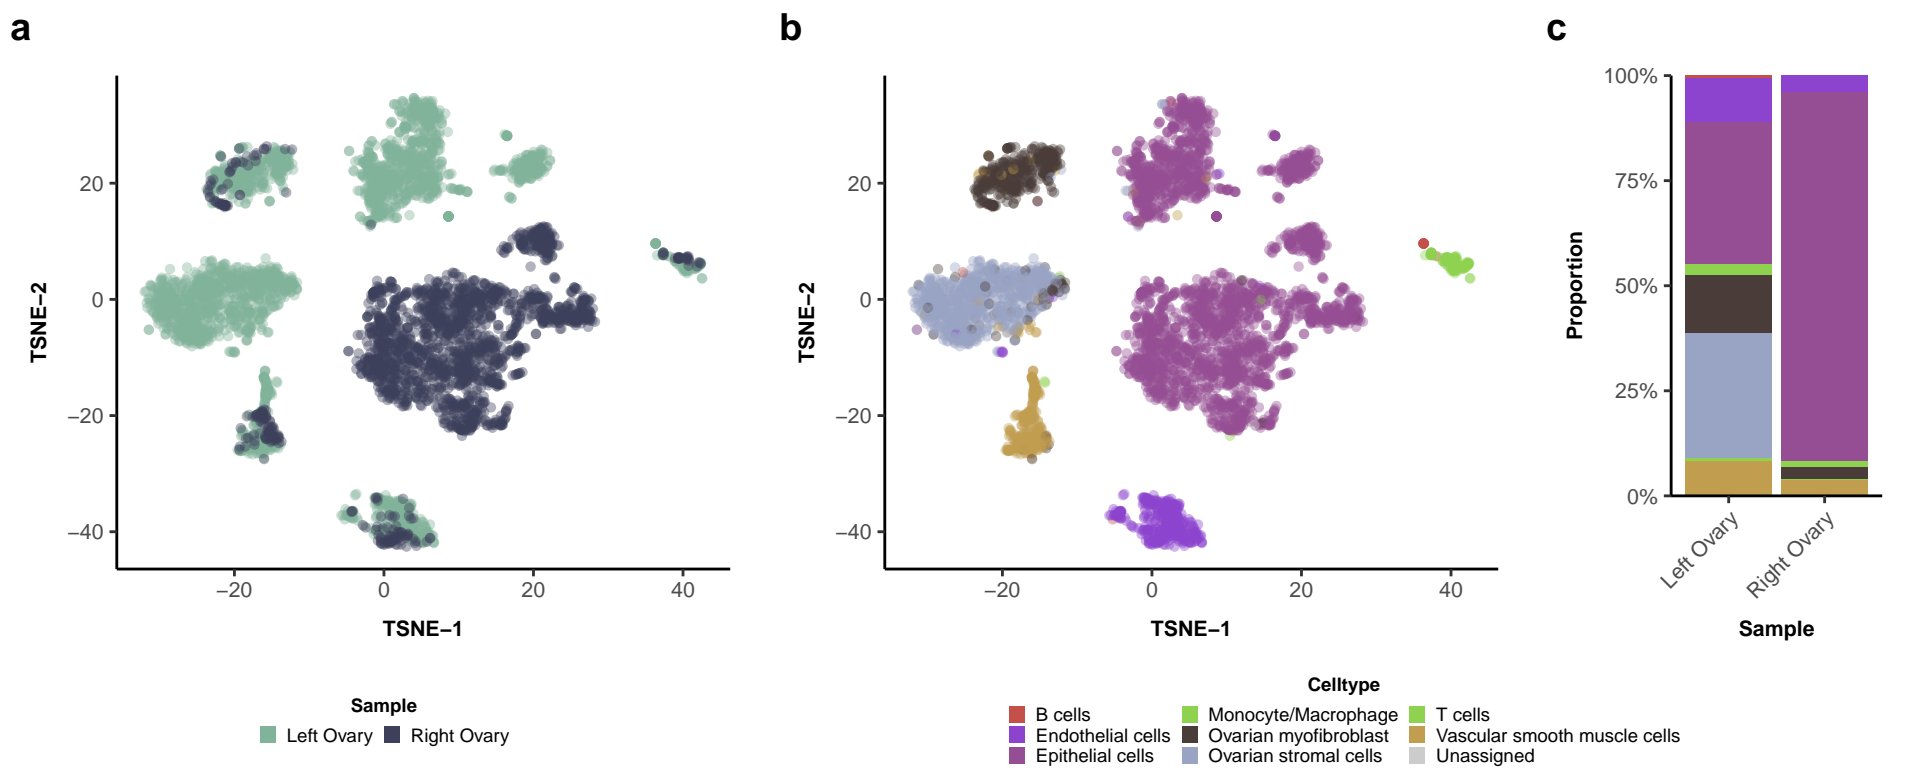 a
b
c
TSNE−2
20
0
−20
−40
−20
0
20
40
TSNE−1
Sample
Left Ovary
Right Ovary
TSNE−2
20
0
−20
−40
−20
0
20
40
TSNE−1
Celltype
B cells
Monocyte/Macrophage
T cells
Endothelial cells
Ovarian myofibroblast
Vascular smooth muscle cells
Epithelial cells
Ovarian stromal cells
Unassigned
Proportion
100%
75%
50%
25%
0%
Left Ovary
Right Ovary
Sample